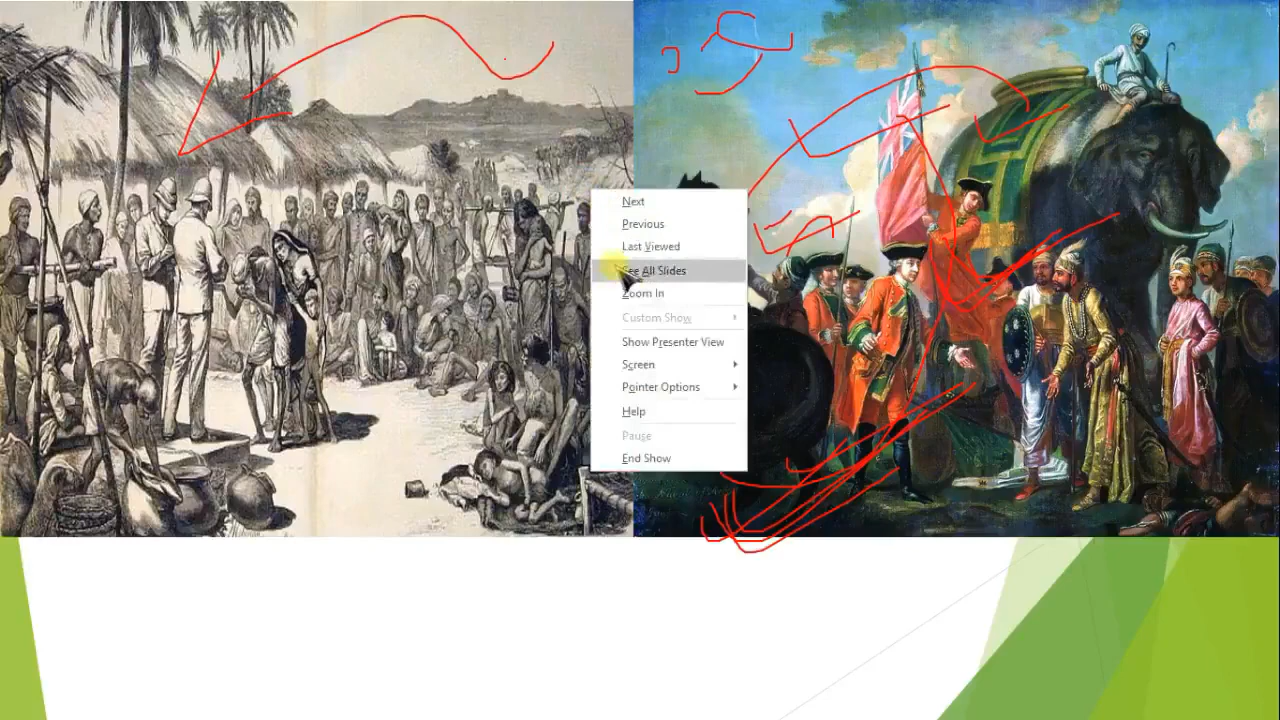 Next
Previous
Last Viewed
See All Slides
Zoom In
Custom Show
Show Presenter View
Screen
Pointer Options
Help
Pause
End Show